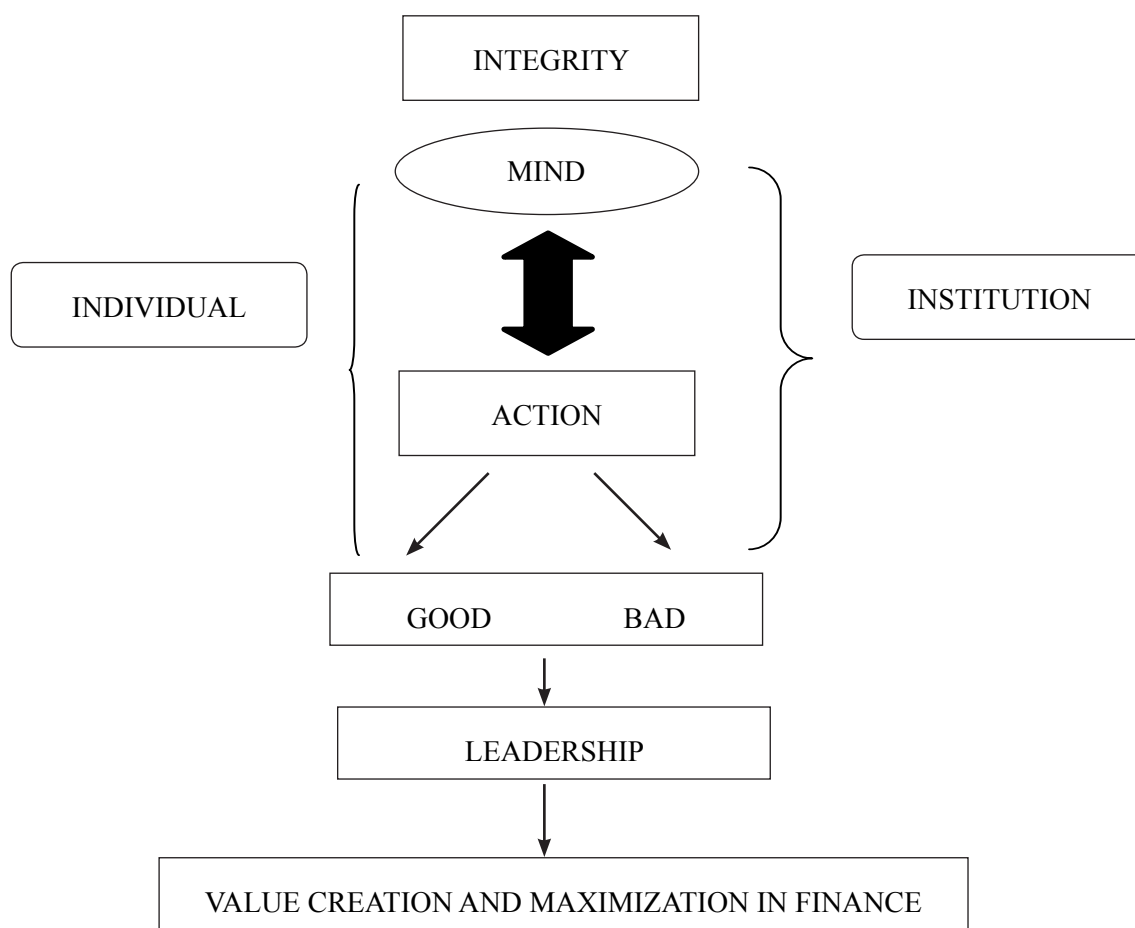 INTEGRITY
MIND
INDIVIDUAL
INSTITUTION
ACTION
GOOD BAD
LEADERSHIP
VALUE CREATION AND MAXIMIZATION IN FINANCE